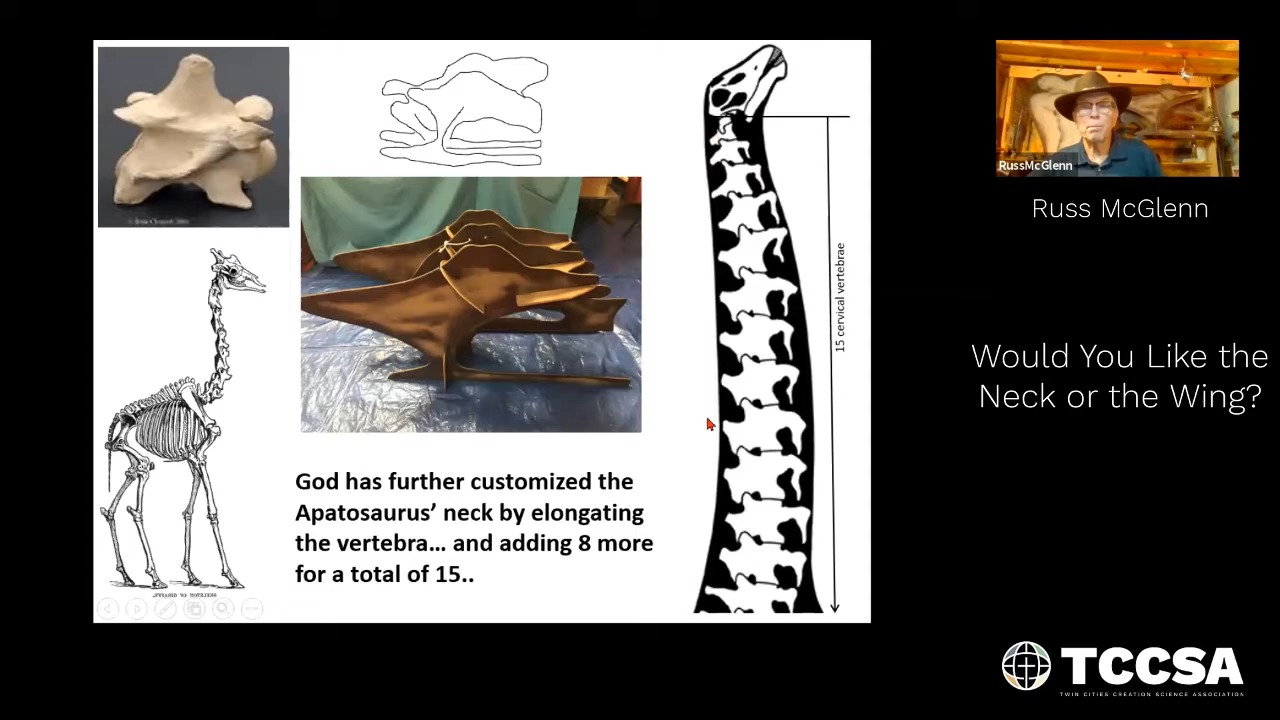 God has further customized the
Apatosaurus’ neck by elongating
the vertebra… and adding 8 more
for a total of 15..
15 cervical vertebrae
RussMcGlenn
Russ McGlenn
Would You Like the
Neck or the Wing?
TCCSA
TWIN CITIES CREATION SCIENCE ASSOCIATION